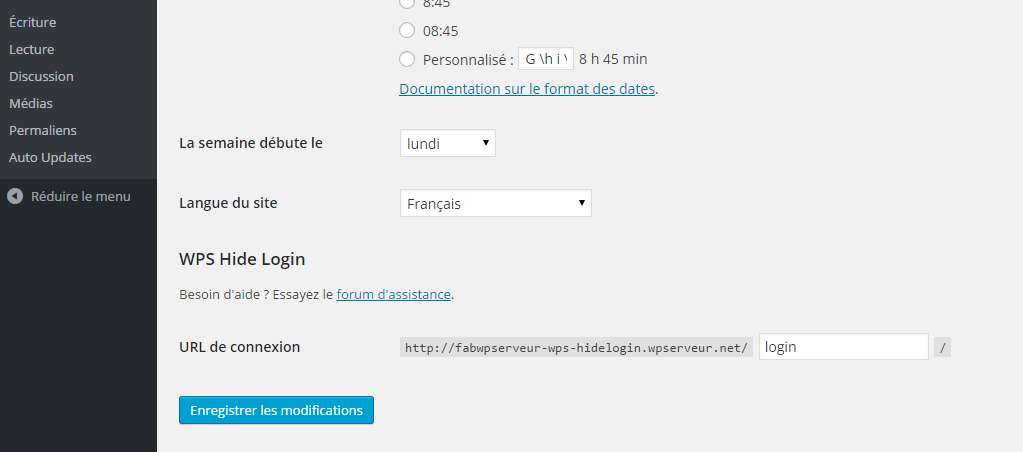 Écriture
Lecture
Discussion
Médias
Permaliens
Auto Updates
Réduire le menu
8:45
08:45
Personnalisé : G \h i \ 8 h 45 min
Documentation sur le format des dates.
La semaine débute le lundi
Langue du site Français
WPS Hide Login
Besoin d'aide ? Essayez le forum d'assistance.
URL de connexion http://fabwpserveur-wps-hidelogin.wpserveur.net/ login /
Enregistrer les modifications